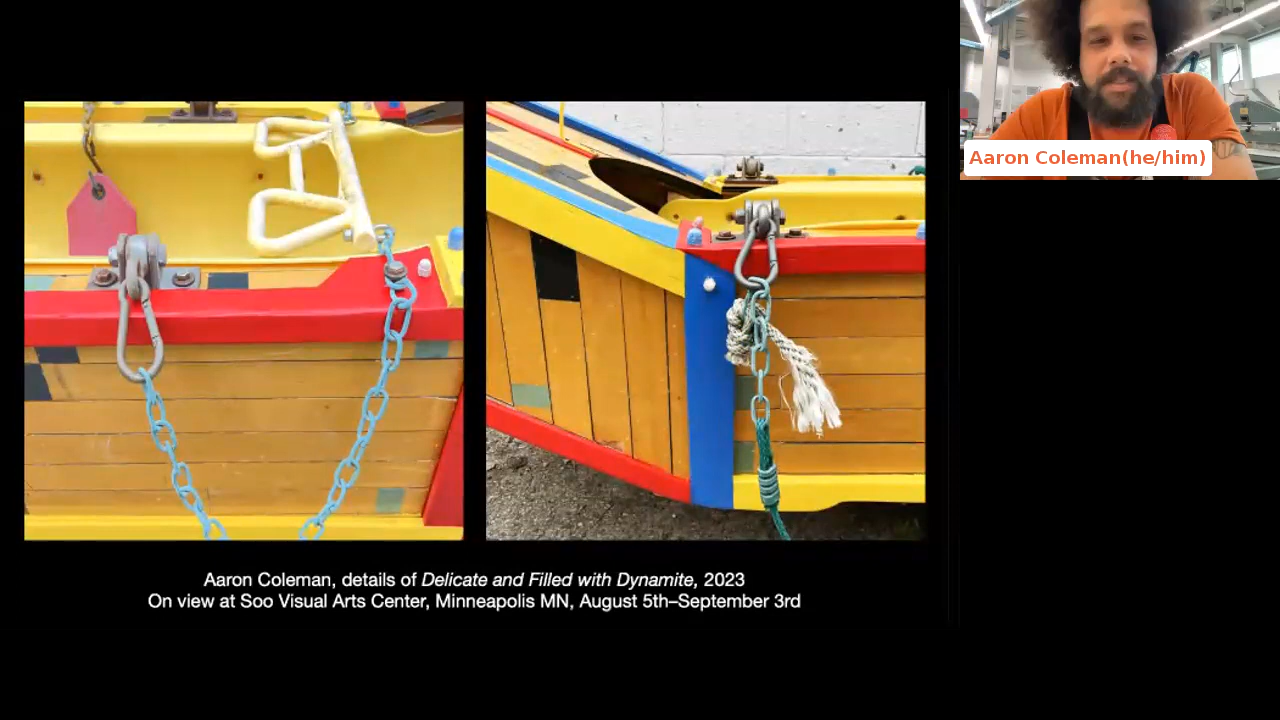 Aaron Coleman(he/him)
Aaron Coleman, details of Delicate and Filled with Dynamite, 2023
On view at Soo Visual Arts Center, Minneapolis MN, August 5th–September 3rd